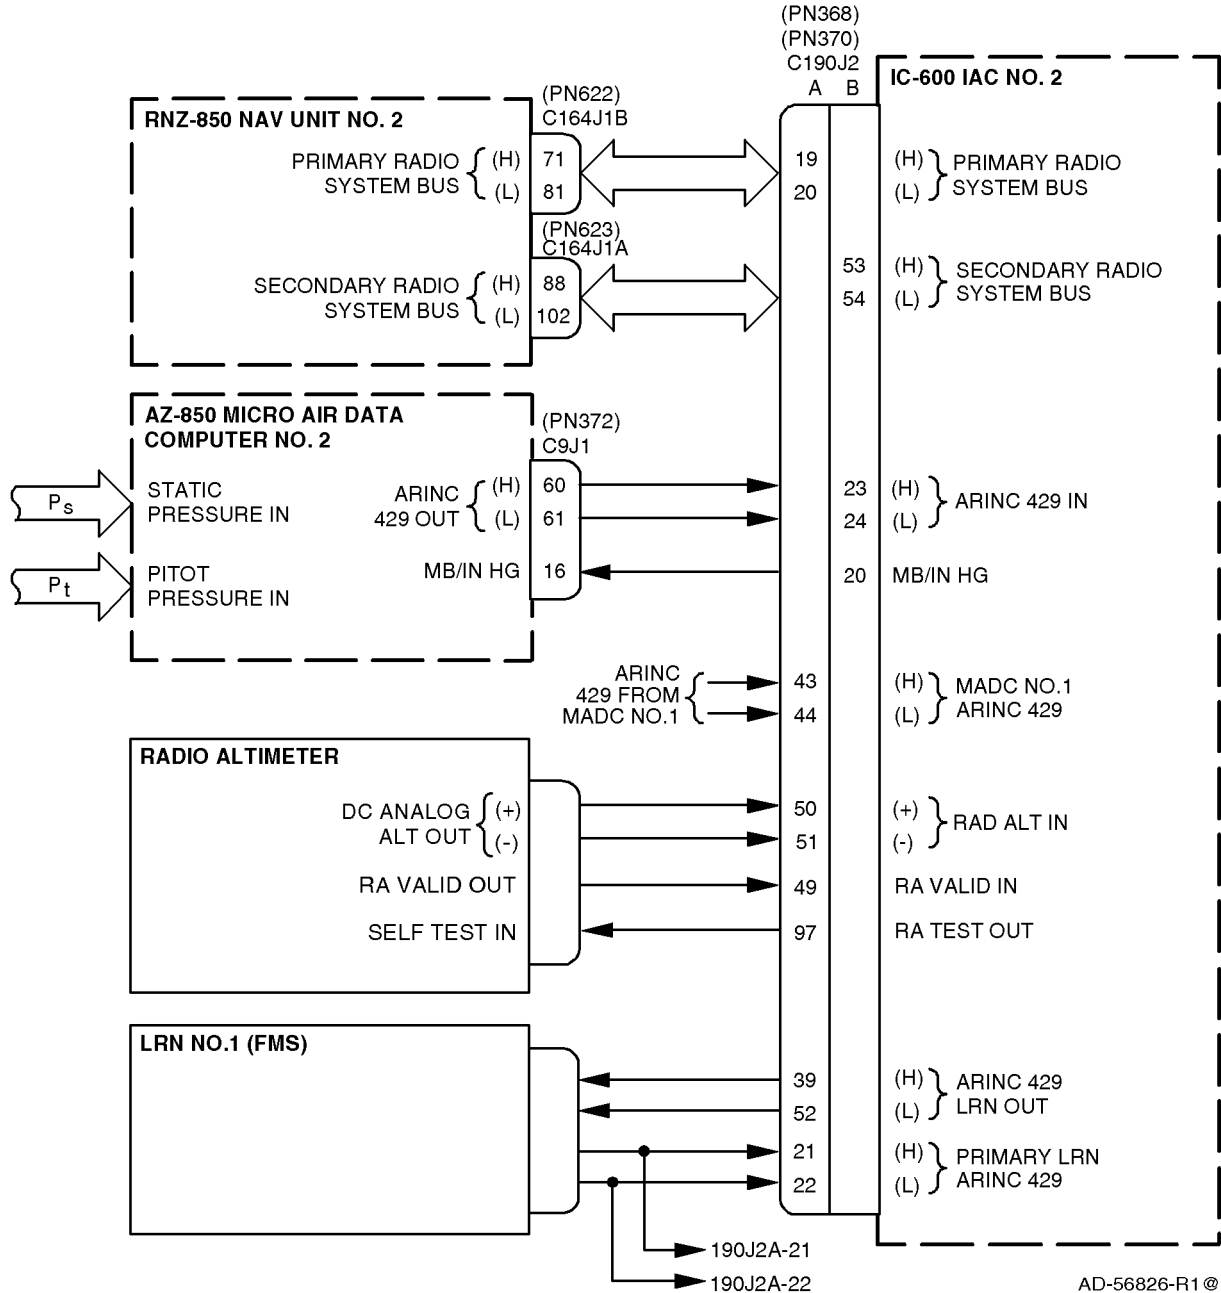 (PN368)
(PN370)
C190J2
A B
IC-600 IAC NO. 2
RNZ-850 NAV UNIT NO. 2
(PN622)
C164J1B
PRIMARY RADIO
SYSTEM BUS
(H) 71
(L) 81
19 (H)
20 (L)
PRIMARY RADIO
SYSTEM BUS
(PN623)
C164J1A
SECONDARY RADIO
SYSTEM BUS
(H) 88
(L) 102
53 (H)
54 (L)
SECONDARY RADIO
SYSTEM BUS
AZ-850 MICRO AIR DATA
COMPUTER NO. 2
(PN372)
C9J1
Ps
STATIC
PRESSURE IN
ARINC
429 OUT
(H) 60
(L) 61
23 (H)
24 (L)
ARINC 429 IN
Pt
PITOT
PRESSURE IN
MB/IN HG 16
20 MB/IN HG
ARINC
429 FROM
MADC NO.1
43 (H)
44 (L)
MADC NO.1
ARINC 429
RADIO ALTIMETER
DC ANALOG
ALT OUT
(+)
(-)
50 (+)
51 (-)
RAD ALT IN
RA VALID OUT
49 RA VALID IN
SELF TEST IN
97 RA TEST OUT
LRN NO.1 (FMS)
39 (H)
52 (L)
ARINC 429
LRN OUT
21 (H)
22 (L)
PRIMARY LRN
ARINC 429
190J2A-21
190J2A-22
AD-56826-R1@